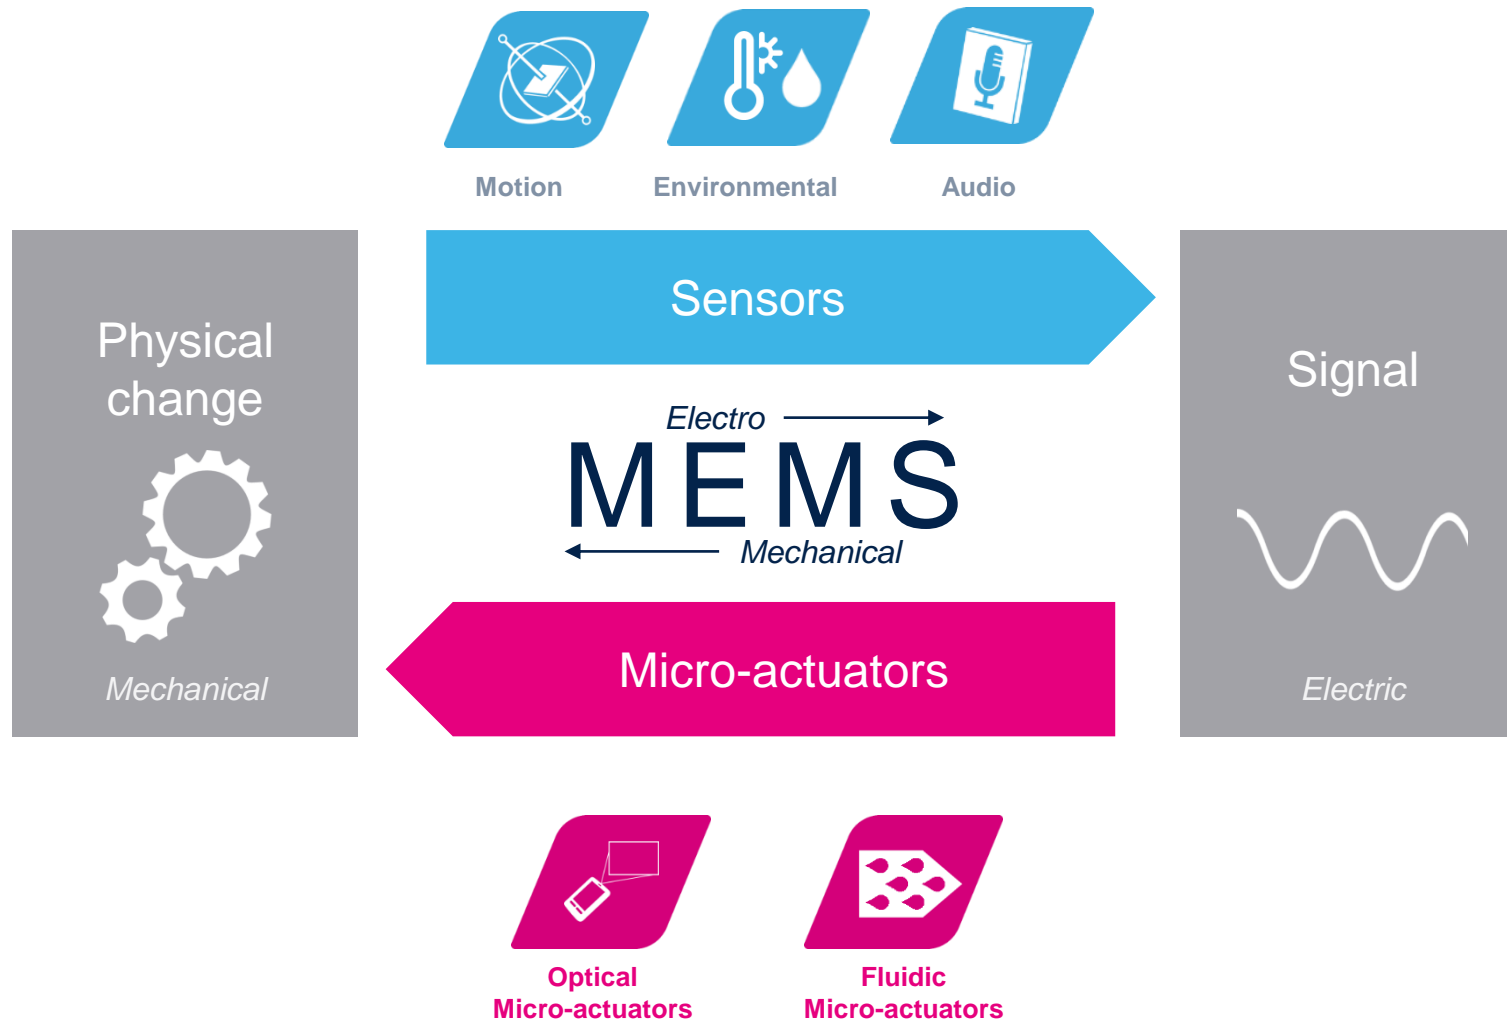 Motion
Environmental
Audio
Sensors
Physical
change
Mechanical
Electro
MEMS
Mechanical
Signal
Electric
Micro-actuators
Optical
Micro-actuators
Fluidic
Micro-actuators